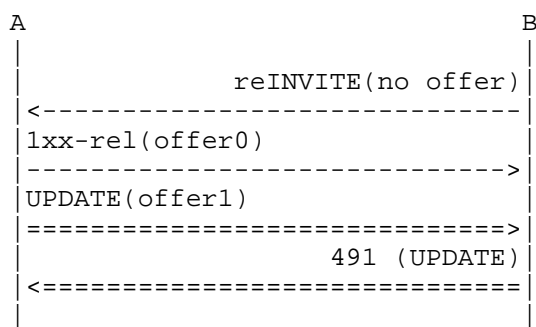 A B
reINVITE(no offer)
<------------------------------
1xx-rel(offer0)
------------------------------>
UPDATE(offer1)
==============================>
491 (UPDATE)
<==============================